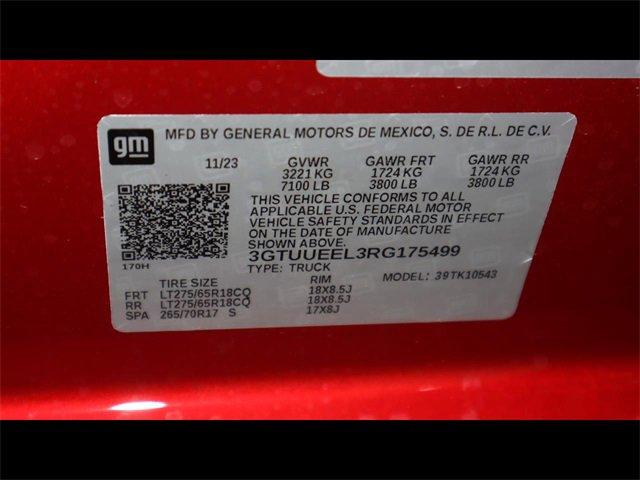 gm MFD BY GENERAL MOTORS DE MEXICO, S. DE R.L. DE C.V.
11/23 GVWR GAWR FRT GAWR RR
3221 KG 1724 KG 1724 KG
7100 LB 3800 LB 3800 LB
THIS VEHICLE CONFORMS TO ALL
APPLICABLE U.S. FEDERAL MOTOR
VEHICLE SAFETY STANDARDS IN EFFECT
ON THE DATE OF MANUFACTURE
SHOWN ABOVE.
3GTUUEEL3RG175499
170H TYPE: TRUCK MODEL: 39TK10543
TIRE SIZE RIM
FRT LT275/65R18CQ 18X8.5J
RR LT275/65R18CQ 18X8.5J
SPA 265/70R17 S 17X8J